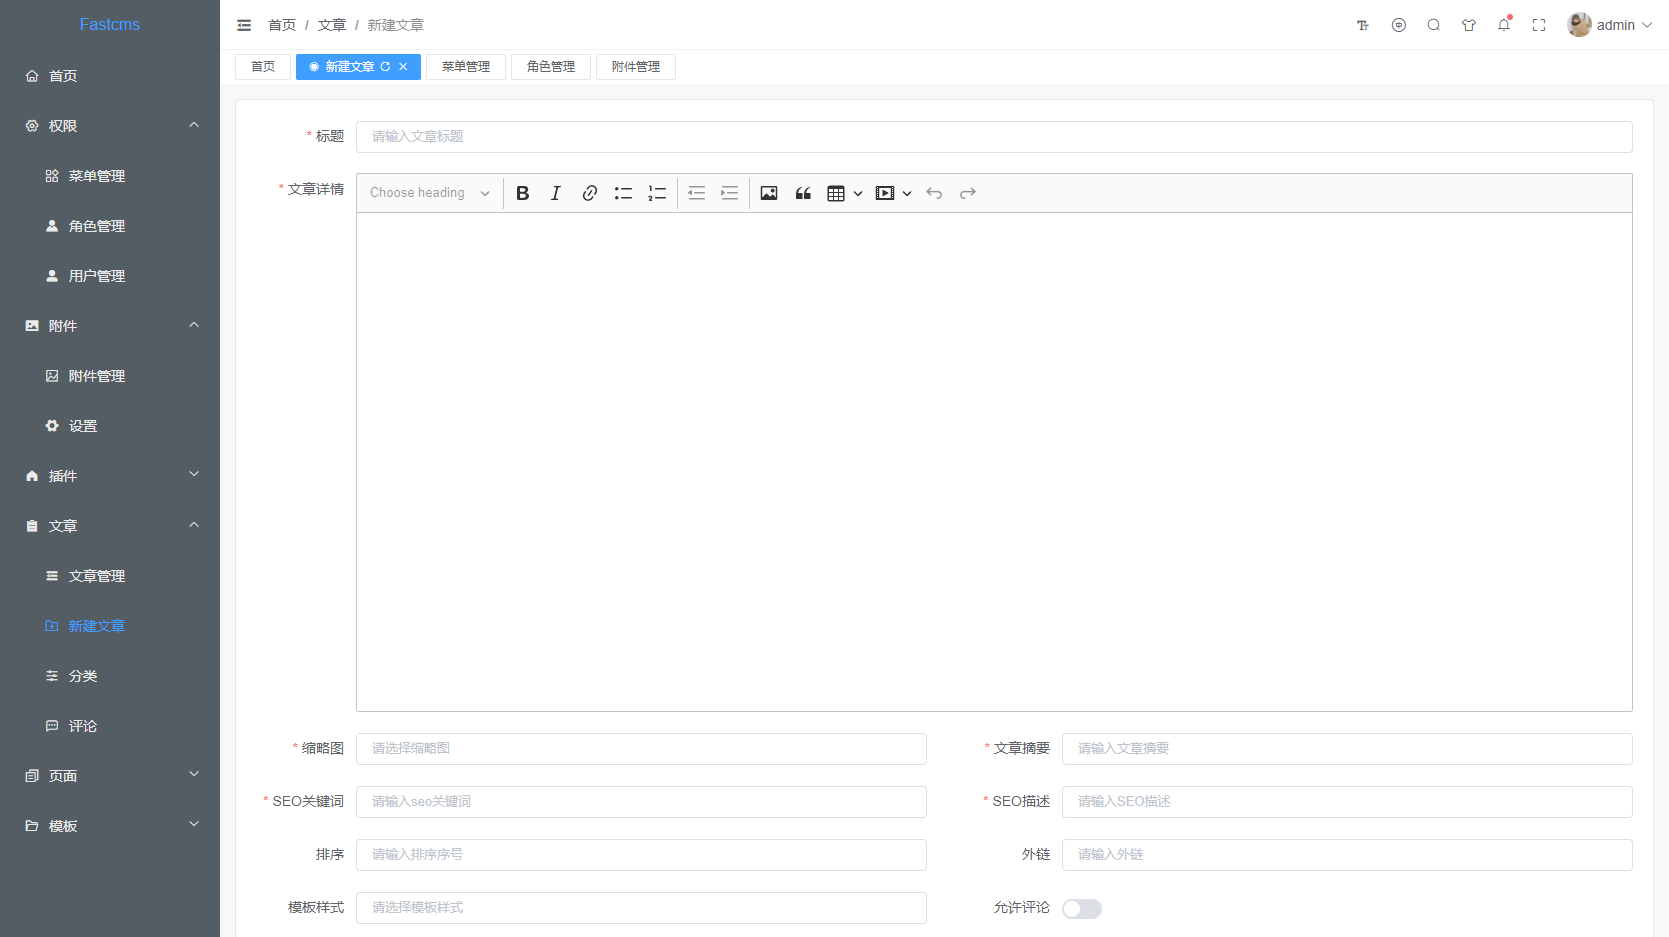 Fastcms
首页
权限
菜单管理
角色管理
用户管理
附件
附件管理
设置
插件
文章
文章管理
新建文章
分类
评论
页面
模板
首页 / 文章 / 新建文章
admin
首页 新建文章 菜单管理 角色管理 附件管理
* 标题 请输入文章标题
* 文章详情 Choose heading
* 缩略图 请选择缩略图 * 文章摘要 请输入文章摘要
* SEO关键词 请输入seo关键词 * SEO描述 请输入SEO描述
排序 请输入排序序号 外链 请输入外链
模板样式 请选择模板样式 允许评论